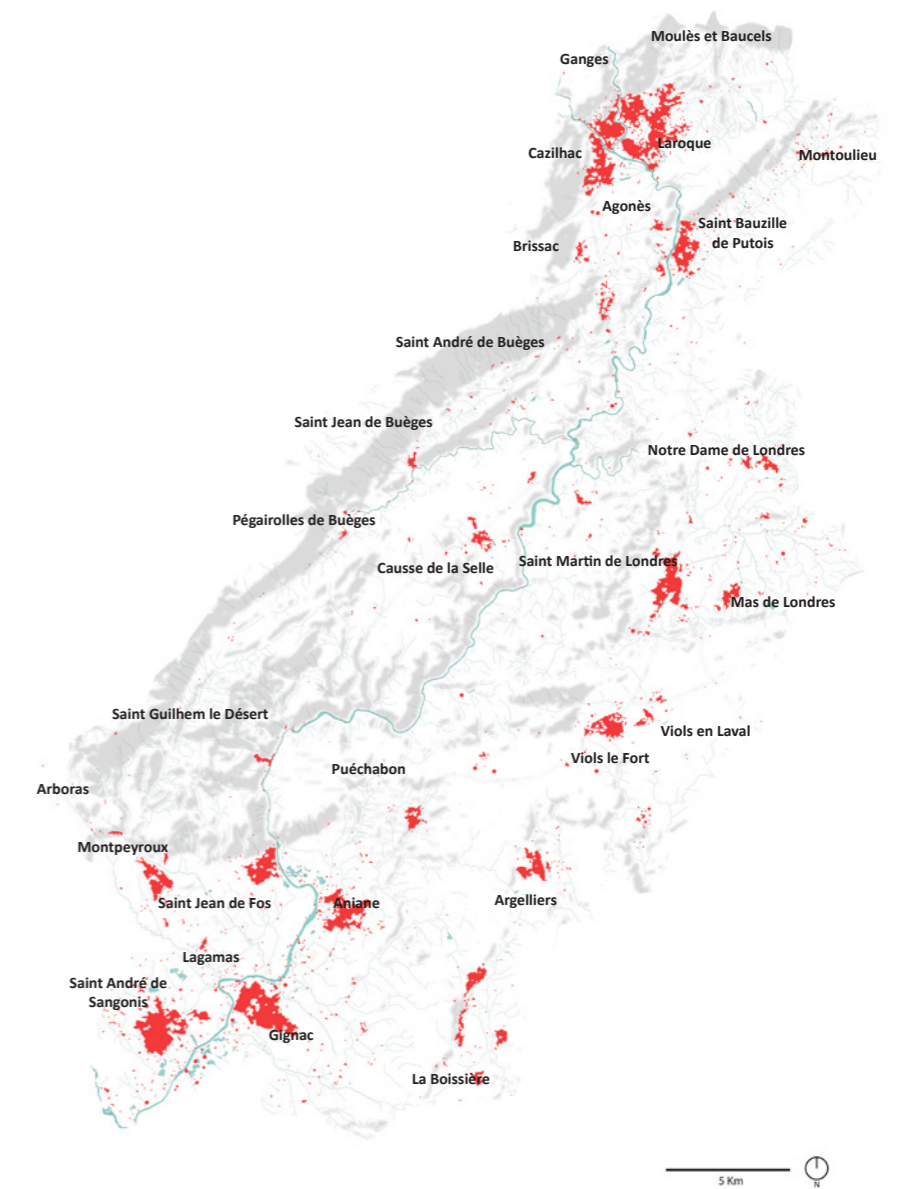 Moulès et Baucels
Ganges
Laroque
Cazilhac
Montoulieu
Agonès
Saint Bauzille
de Putois
Brissac
Saint André de Buèges
Saint Jean de Buèges
Notre Dame de Londres
Pégairolles de Buèges
Causse de la Selle
Saint Martin de Londres
Mas de Londres
Saint Guilhem le Désert
Viols en Laval
Viols le Fort
Puéchabon
Arboras
Montpeyroux
Saint Jean de Fos
Aniane
Argelliers
Lagamas
Saint André de
Sangonis
Gignac
La Boissière
5 Km
N